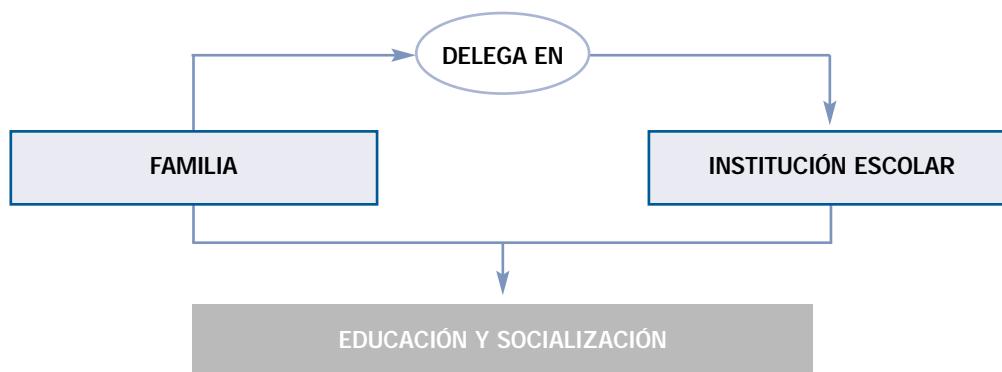 DELEGA EN
FAMILIA
INSTITUCIÓN ESCOLAR
EDUCACIÓN Y SOCIALIZACIÓN